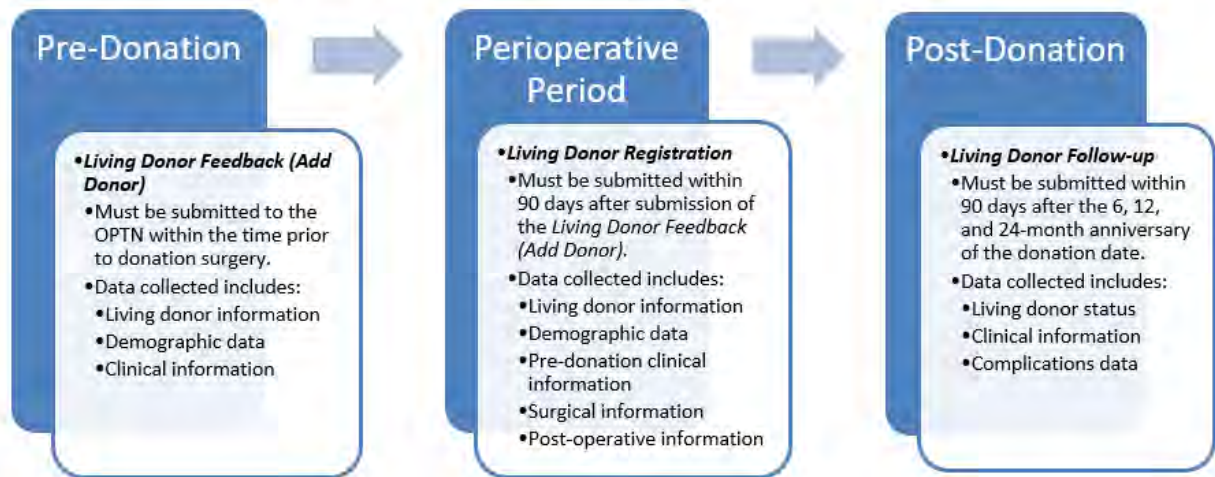 Pre-Donation
•Living Donor Feedback (Add
Donor)
•Must be submitted to the
OPTN within the time prior
to donation surgery.
•Data collected includes:
•Living donor information
•Demographic data
•Clinical information
Perioperative
Period
•Living Donor Registration
•Must be submitted within
90 days after submission of
the Living Donor Feedback
(Add Donor).
•Data collected includes:
•Living donor information
•Demographic data
•Pre-donation clinical
information
•Surgical information
•Post-operative information
Post-Donation
•Living Donor Follow-up
•Must be submitted within
90 days after the 6, 12,
and 24-month anniversary
of the donation date.
•Data collected includes:
•Living donor status
•Clinical information
•Complications data